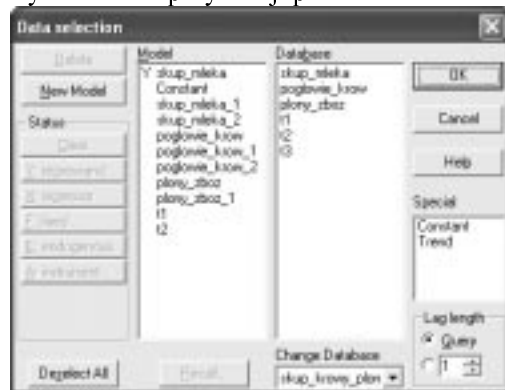 Data selection
Delete
New Model
Status
Clear
Y: regressand
X: regressor
E: endogenous
A: instrument
Deselect All
Model
Y skup_mleka
Constant
skup_mleka_1
skup_mleka_2
poglowie_krow
poglowie_krow_1
poglowie_krow_2
plony_zboz
plony_zboz_1
t1
t2
Recall...
Database
skup_mleka
poglowie_krow
plony_zboz
t1
t2
t3
Change Database
skup_krowy_plon
OK
Cancel
Help
Special
Constant
Trend
Lag length
Query
1